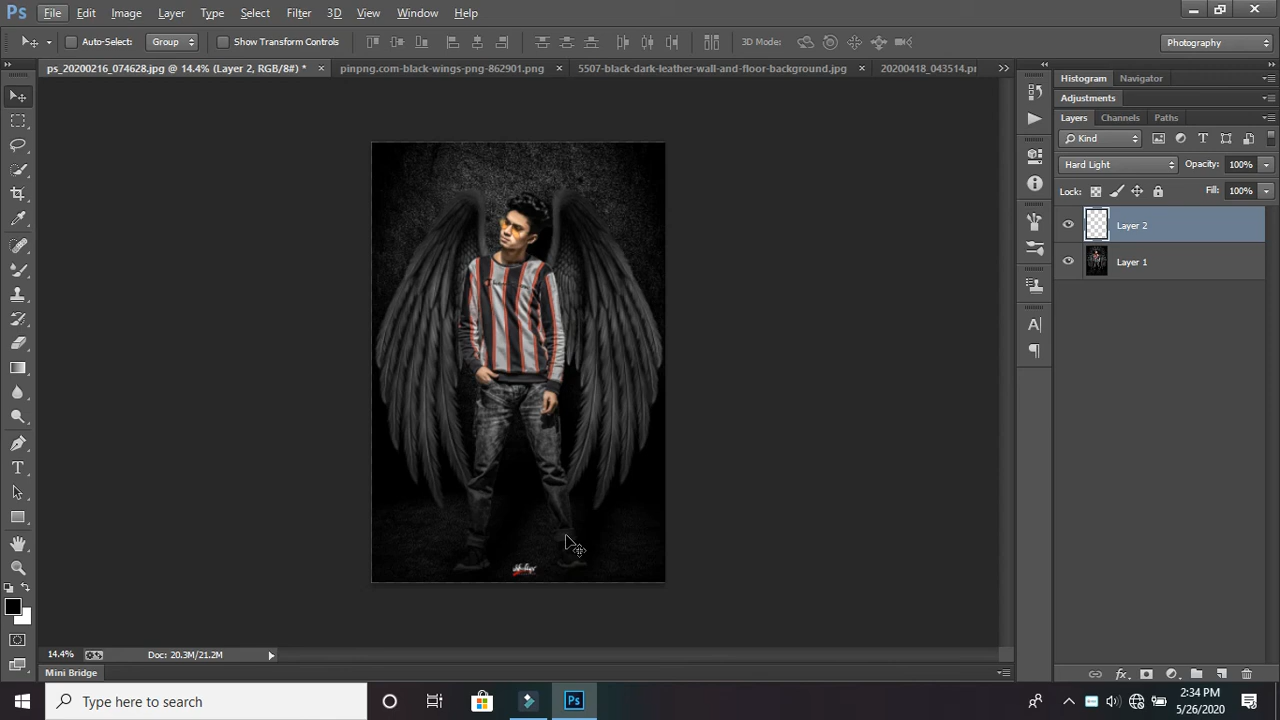 Ps File Edit Image Layer Type Select Filter 3D View Window Help
Auto-Select: Group Show Transform Controls 3D Mode: Photography
ps_20200216_074628.jpg @ 14.4% (Layer 2, RGB/8#) * × pinpng.com-black-wings-png-862901.png × 5507-black-dark-leather-wall-and-floor-background.jpg × 20200418_043514.pr
Histogram Navigator
Adjustments
Layers Channels Paths
Kind
Hard Light Opacity: 100%
Lock: Fill: 100%
Layer 2
Layer 1
14.4% Doc: 20.3M/21.2M
Mini Bridge
Type here to search
Ps
2:34 PM
5/26/2020